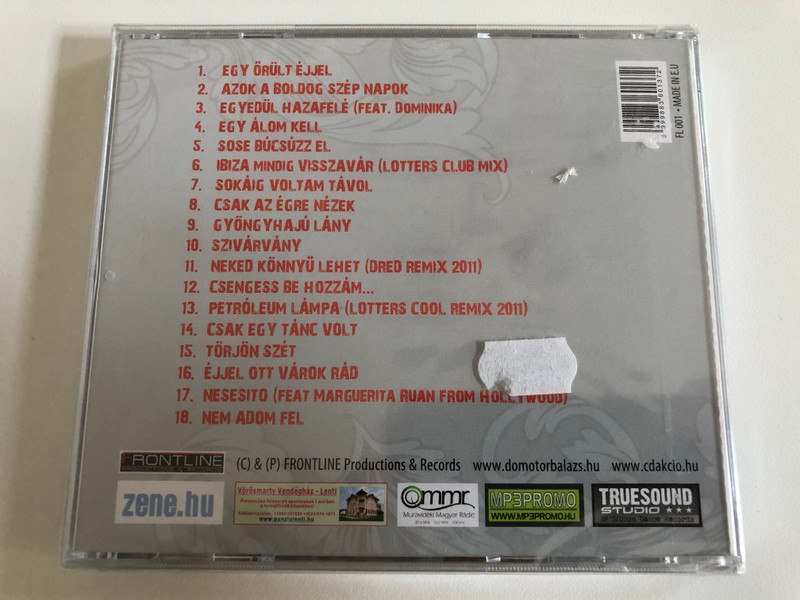 1. EGY ŐRÜLT ÉJJEL
2. AZOK A BOLDOG SZÉP NAPOK
3. EGYEDÜL HAZAFELÉ (FEAT. DOMINIKA)
4. EGY ÁLOM KELL
5. SOSE BÚCSÚZZ EL
6. IBIZA MINDIG VISSZAVÁR (LOTTERS CLUB MIX)
7. SOKÁIG VOLTAM TÁVOL
8. CSAK AZ ÉGRE NÉZEK
9. GYÖNGYHAJÚ LÁNY
10. SZIVÁRVÁNY
11. NEKED KÖNNYŰ LEHET (DRED REMIX 2011)
12. CSENGESS BE HOZZÁM...
13. PETRÓLEUM LÁMPA (LOTTERS COOL REMIX 2011)
14. CSAK EGY TÁNC VOLT
15. TÖRJÖN SZÉT
16. ÉJJEL OTT VÁROK RÁD
17. NESESITO (FEAT MARGUERITA RUAN FROM HOLLYWOOD)
18. NEM ADOM FEL
FL 001 • MADE IN E.U
FRONTLINE
(C) & (P) FRONTLINE Productions & Records www.domotorbalazs.hu www.cdakcio.hu
zene.hu
Vörösmarty Vendégház - Lenti
www.panziolenti.hu
mmr
Muravidéki Magyar Rádió
MP3PROMO
WWW.MP3PROMO.HU
TRUESOUND
STUDIO ★★★